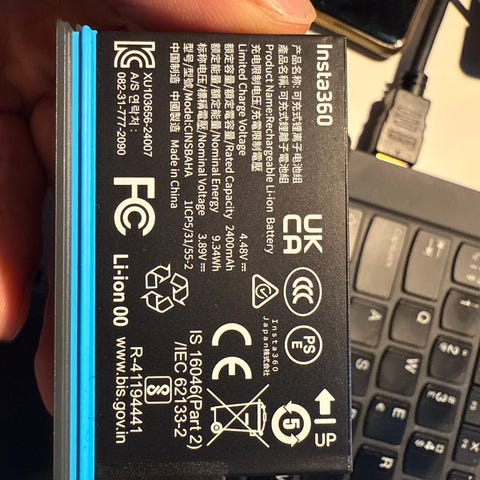 Insta360
产品名称: 可充式锂离子电池组
產品名稱: 可充式鋰離子電池組
Product Name:Rechargeable Li-ion Battery
充电限制电压/充電限制電壓
Limited Charge Voltage 4.48V
额定容量/額定電容量/Rated Capacity 2400mAh
额定能量/額定能量/Nominal Energy 9.34Wh
标称电压/標稱電壓/Nominal Voltage 3.89V
型号/型號/Model:CINSBAHA 1ICP5/31/55-2
中国制造 中國製造 Made in China
XU103656-24007
A/S 연락처:
082-31-777-2090
UK
CA
CCC
PS
E
Insta360
Japan株式会社
FC
CE
5
UP
IS 16046(Part 2)
/IEC 62133-2
Li-ion 00
R-41194441
www.bis.gov.in